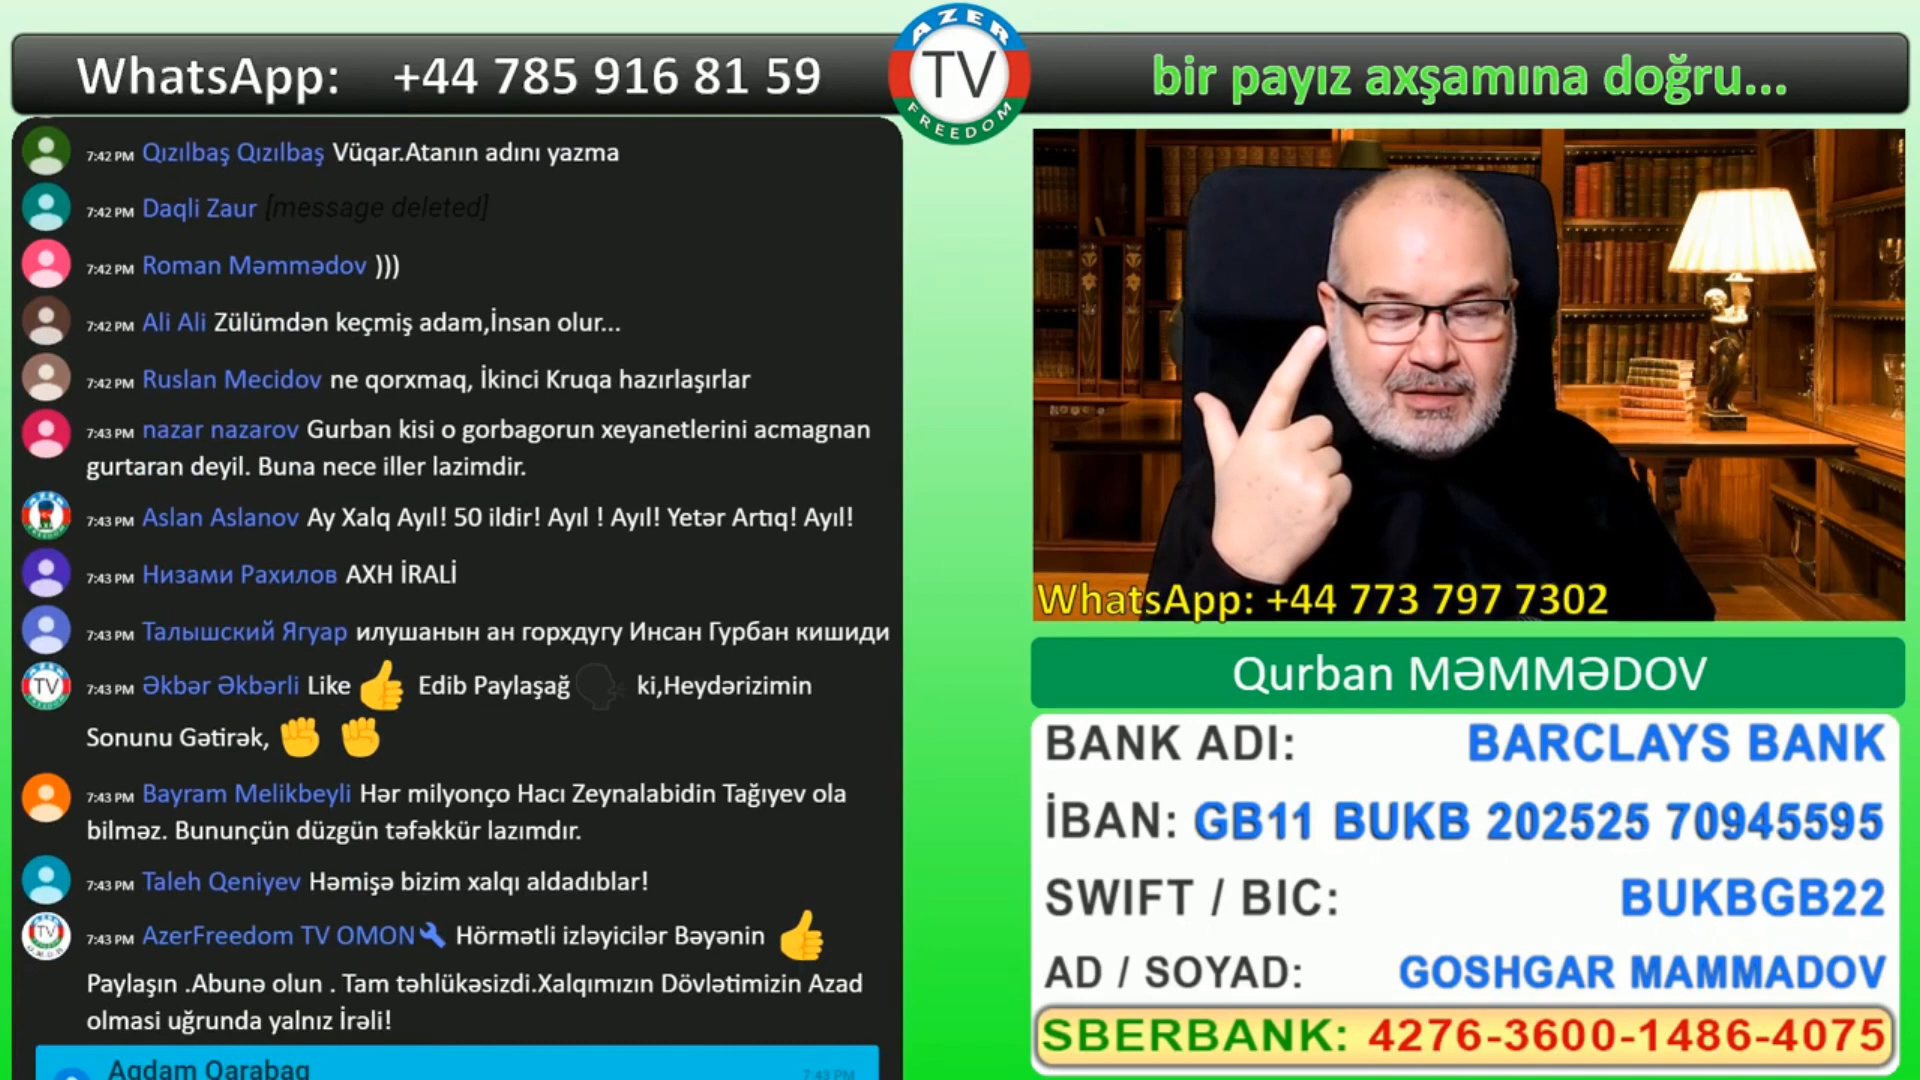 WhatsApp: +44 785 916 81 59
AZER
TV
FREEDOM
bir payız axşamına doğru...
7:42 PM Qızılbaş Qızılbaş Vüqar.Atanın adını yazma
7:42 PM Daqli Zaur [message deleted]
7:42 PM Roman Məmmədov )))
7:42 PM Ali Ali Zülümdən keçmiş adam,İnsan olur...
7:42 PM Ruslan Mecidov ne qorxmaq, İkinci Kruqa hazırlaşırlar
7:43 PM nazar nazarov Gurban kisi o gorbagorun xeyanetlerini acmagnan
gurtaran deyil. Buna nece iller lazimdir.
7:43 PM Aslan Aslanov Ay Xalq Ayıl! 50 ildir! Ayıl ! Ayıl! Yetər Artıq! Ayıl!
7:43 PM Низами Рахилов AXH İRALİ
7:43 PM Талышский Ягуар илушанын ан горхдугу Инсан Гурбан кишиди
7:43 PM Əkbər Əkbərli Like 👍 Edib Paylaşağ 🗣 ki,Heydərizimin
Sonunu Gətirək, ✊ ✊
7:43 PM Bayram Melikbeyli Hər milyonço Hacı Zeynalabidin Tağıyev ola
bilməz. Bununçün düzgün təfəkkür lazımdır.
7:43 PM Taleh Qeniyev Həmişə bizim xalqı aldadıblar!
7:43 PM AzerFreedom TV OMON🔧 Hörmətli izləyicilər Bəyənin 👍
Paylaşın .Abunə olun . Tam təhlükəsizdi.Xalqımızın Dövlətimizin Azad
olmasi uğrunda yalnız İrəli!
Agdam Qarabag 7:43 PM
WhatsApp: +44 773 797 7302
Qurban MƏMMƏDOV
BANK ADI: BARCLAYS BANK
İBAN: GB11 BUKB 202525 70945595
SWIFT / BIC: BUKBGB22
AD / SOYAD: GOSHGAR MAMMADOV
SBERBANK: 4276-3600-1486-4075